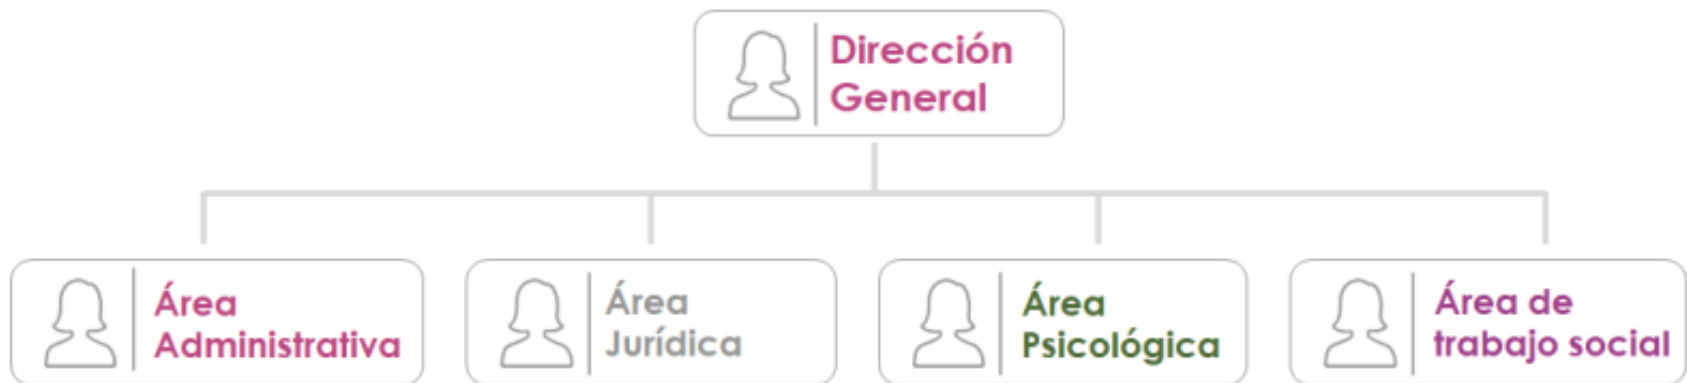 Dirección
General
Área
Administrativa
Área
Jurídica
Área
Psicológica
Área de
trabajo social